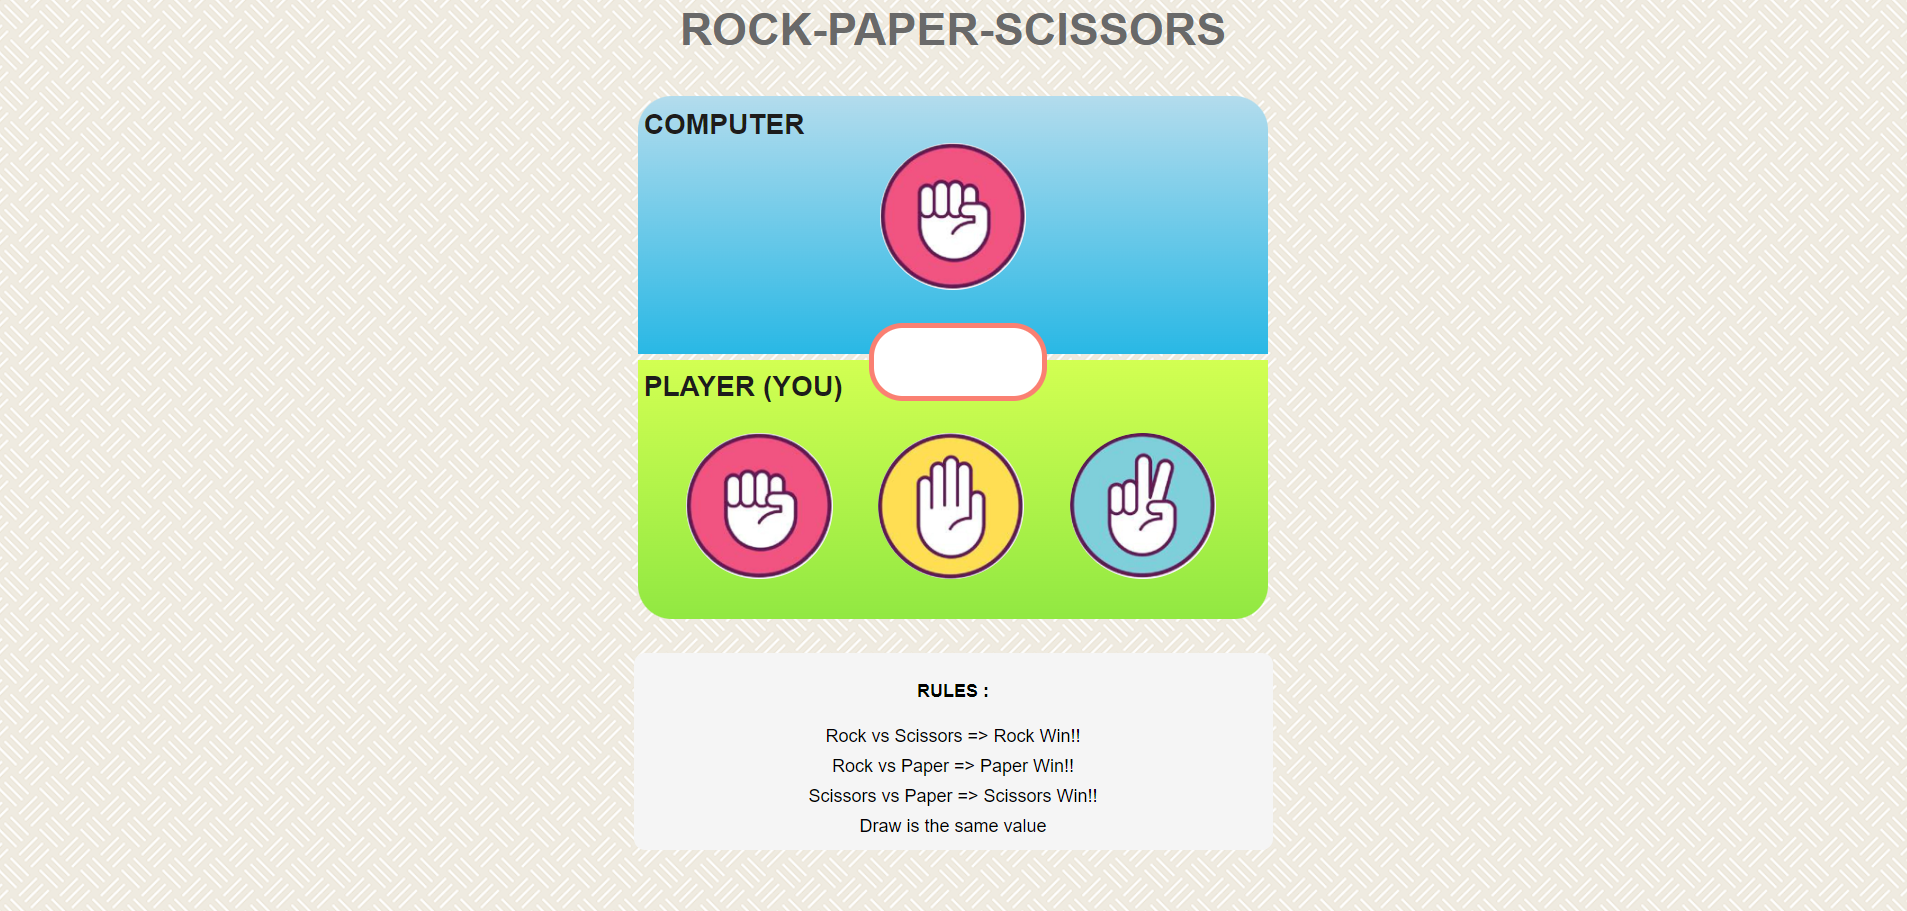 ROCK-PAPER-SCISSORS
COMPUTER
PLAYER (YOU)
RULES :
Rock vs Scissors => Rock Win!!
Rock vs Paper => Paper Win!!
Scissors vs Paper => Scissors Win!!
Draw is the same value